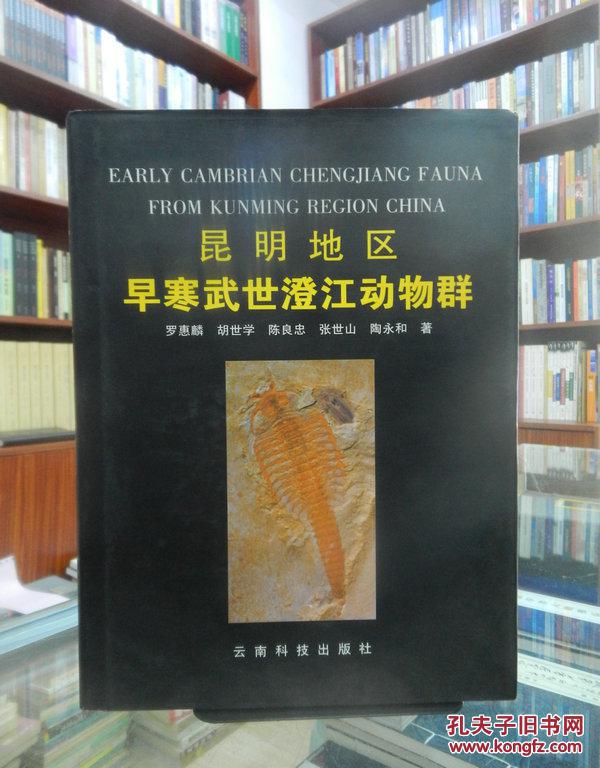 EARLY CAMBRIAN CHENGJIANG FAUNA
FROM KUNMING REGION CHINA
昆明地区
早寒武世澄江动物群
罗惠麟 胡世学 陈良忠 张世山 陶永和 著
云南科技出版社
孔夫子旧书网
www.kongfz.com